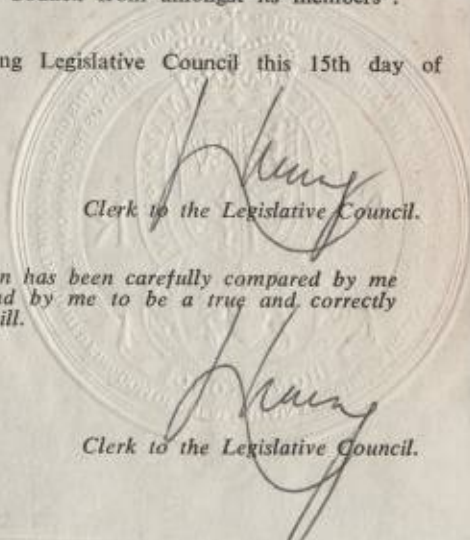 Council from amongst its members".
ng Legislative Council this 15th day of
Clerk to the Legislative Council.
n has been carefully compared by me
d by me to be a true and correctly
ill.
Clerk to the Legislative Council.